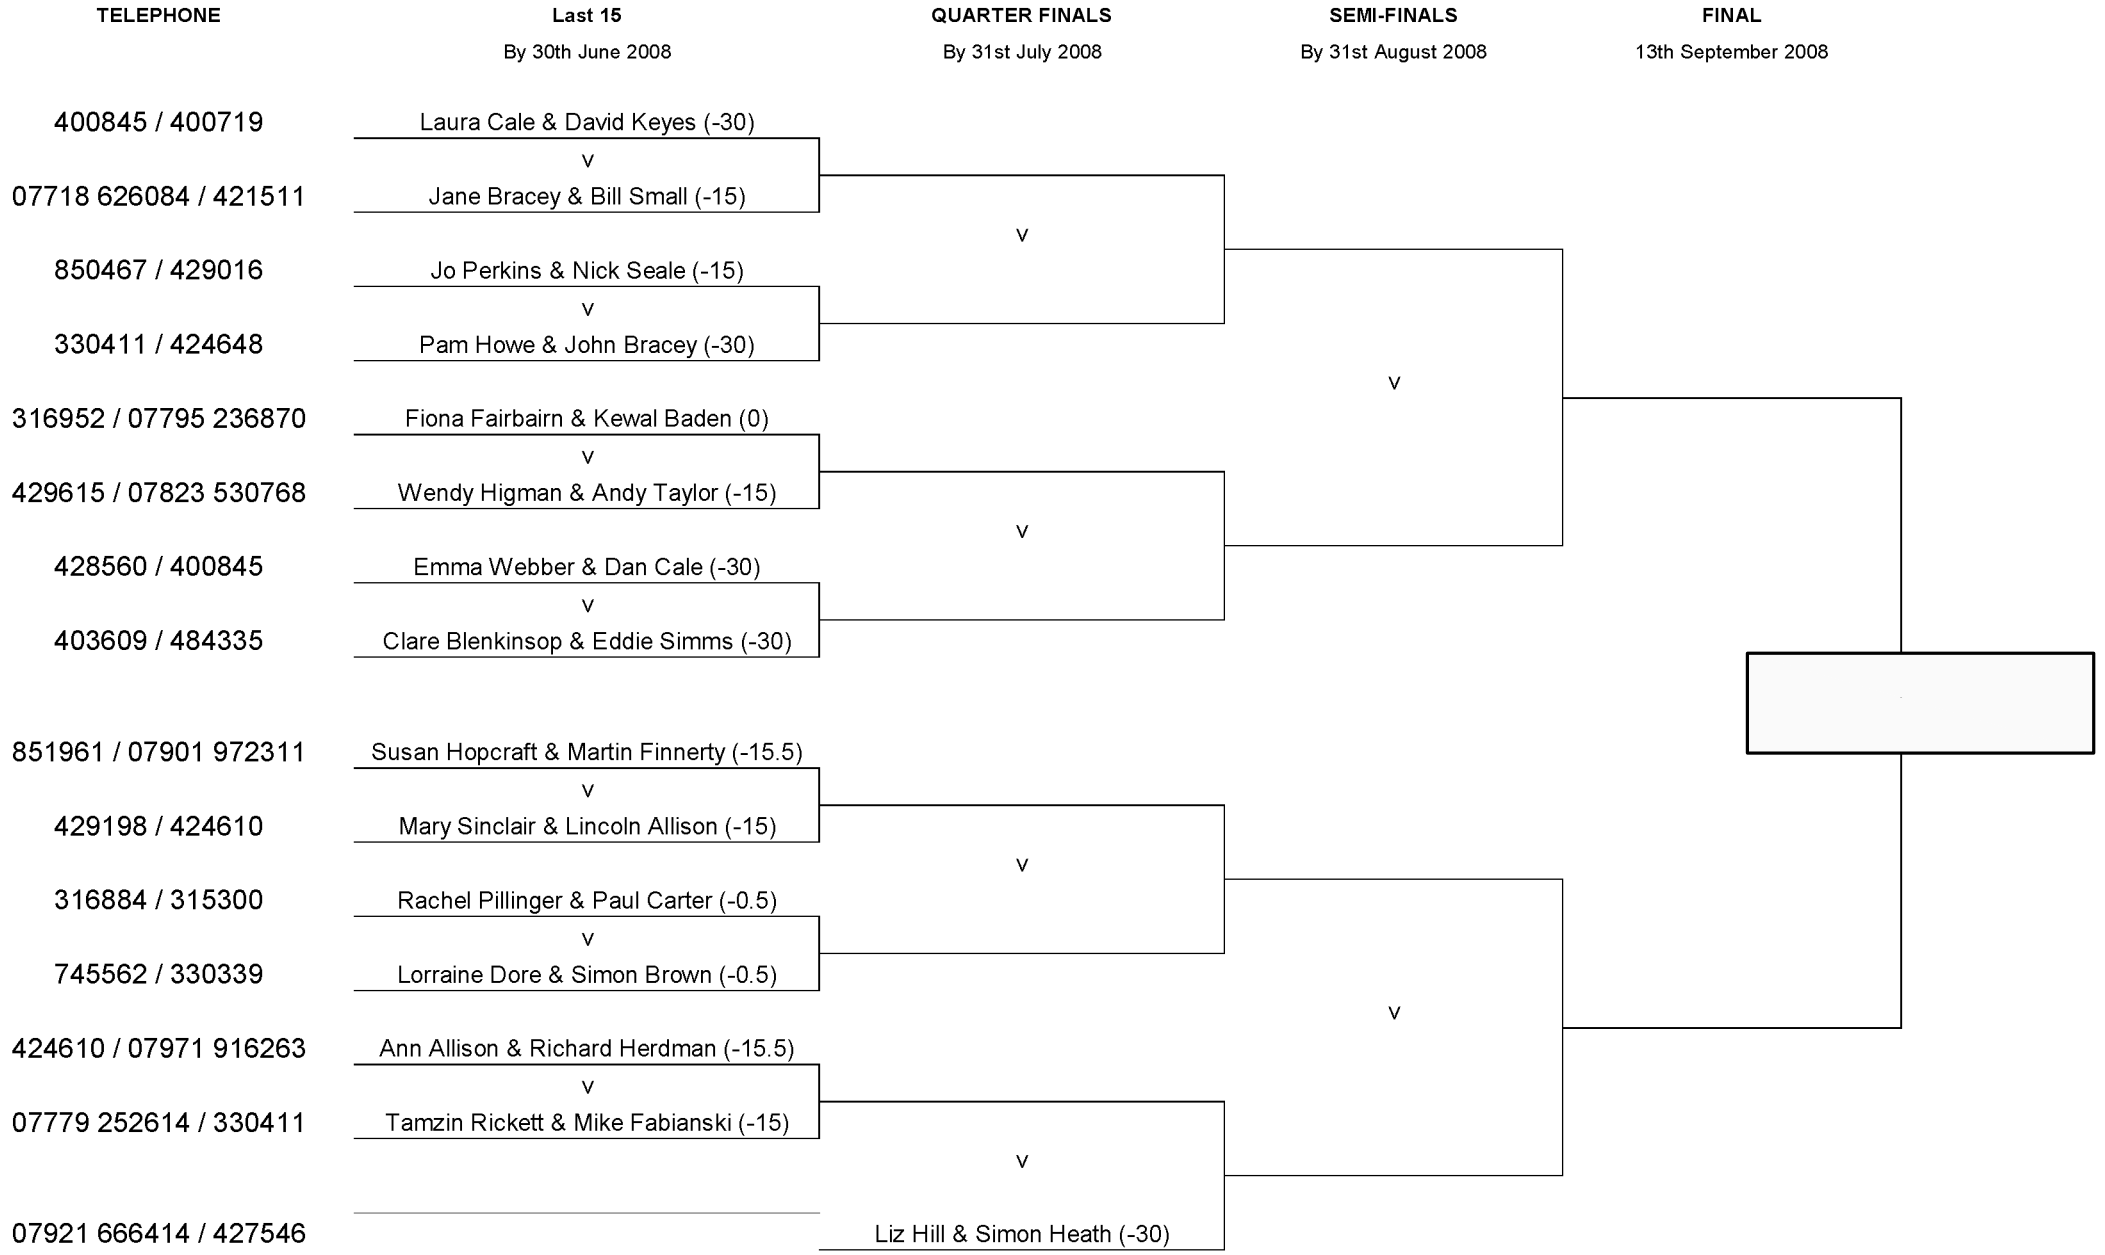 TELEPHONE Last 15 QUARTER FINALS SEMI-FINALS FINAL
By 30th June 2008 By 31st July 2008 By 31st August 2008 13th September 2008
400845 / 400719 Laura Cale & David Keyes (-30)
v
07718 626084 / 421511 Jane Bracey & Bill Small (-15)
v
850467 / 429016 Jo Perkins & Nick Seale (-15)
v
330411 / 424648 Pam Howe & John Bracey (-30)
v
316952 / 07795 236870 Fiona Fairbairn & Kewal Baden (0)
v
429615 / 07823 530768 Wendy Higman & Andy Taylor (-15)
v
428560 / 400845 Emma Webber & Dan Cale (-30)
v
403609 / 484335 Clare Blenkinsop & Eddie Simms (-30)
851961 / 07901 972311 Susan Hopcraft & Martin Finnerty (-15.5)
v
429198 / 424610 Mary Sinclair & Lincoln Allison (-15)
v
316884 / 315300 Rachel Pillinger & Paul Carter (-0.5)
v
745562 / 330339 Lorraine Dore & Simon Brown (-0.5)
v
424610 / 07971 916263 Ann Allison & Richard Herdman (-15.5)
v
07779 252614 / 330411 Tamzin Rickett & Mike Fabianski (-15)
v
07921 666414 / 427546 Liz Hill & Simon Heath (-30)